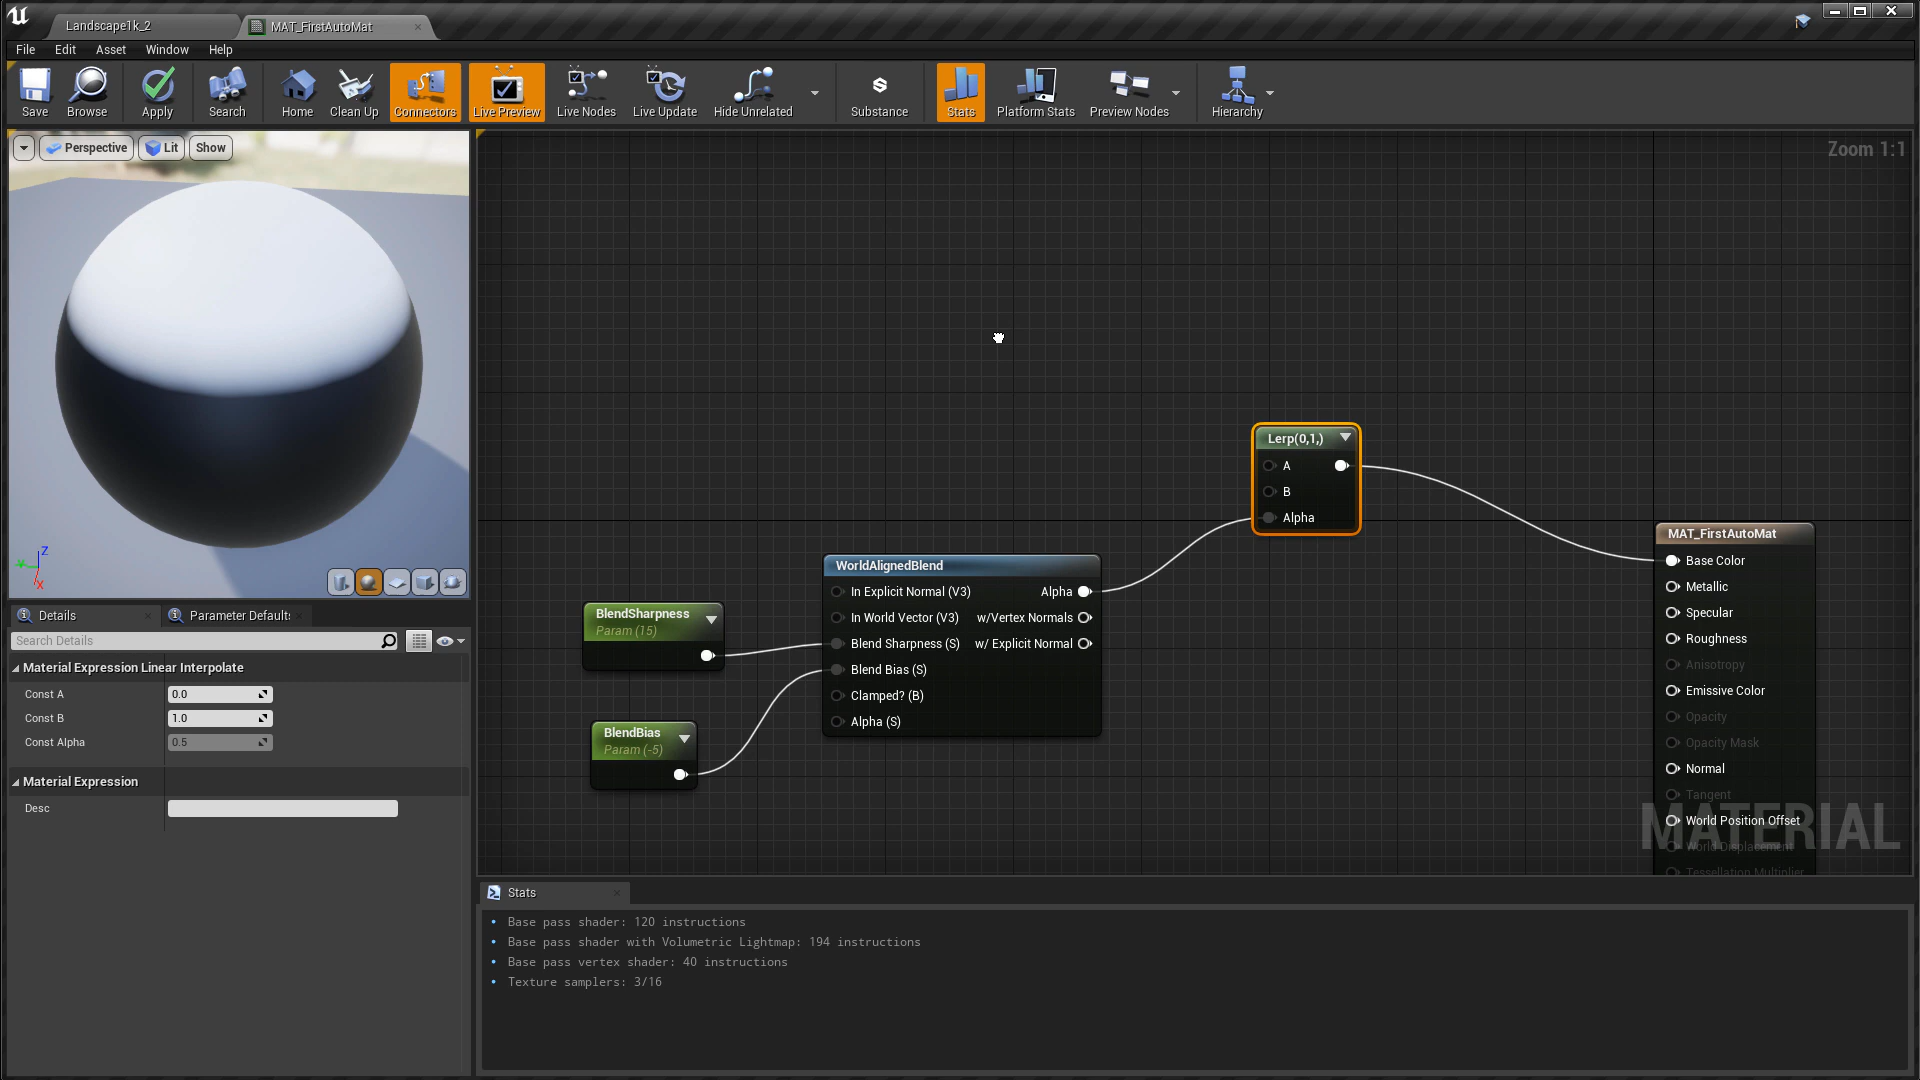 Landscape1k_2
MAT_FirstAutoMat
File Edit Asset Window Help
Save Browse Apply Search Home Clean Up Connectors Live Preview Live Nodes Live Update Hide Unrelated Substance Stats Platform Stats Preview Nodes Hierarchy
Perspective Lit Show
Zoom 1:1
Lerp(0,1,)
A
B
Alpha
MAT_FirstAutoMat
Base Color
Metallic
Specular
Roughness
Anisotropy
Emissive Color
Opacity
Opacity Mask
Normal
Tangent
World Position Offset
World Displacement
Tessellation Multiplier
MATERIAL
WorldAlignedBlend
In Explicit Normal (V3) Alpha
In World Vector (V3) w/Vertex Normals
Blend Sharpness (S) w/ Explicit Normal
Blend Bias (S)
Clamped? (B)
Alpha (S)
BlendSharpness
Param (15)
BlendBias
Param (-5)
Z
Y
X
Details
Parameter Default
Search Details
Material Expression Linear Interpolate
Const A 0.0
Const B 1.0
Const Alpha 0.5
Material Expression
Desc
Stats
Base pass shader: 120 instructions
Base pass shader with Volumetric Lightmap: 194 instructions
Base pass vertex shader: 40 instructions
Texture samplers: 3/16